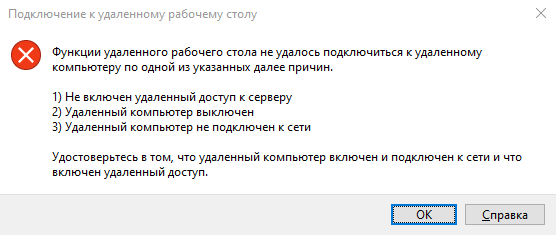 Подключение к удаленному рабочему столу
Функции удаленного рабочего стола не удалось подключиться к удаленному
компьютеру по одной из указанных далее причин.
1) Не включен удаленный доступ к серверу
2) Удаленный компьютер выключен
3) Удаленный компьютер не подключен к сети
Удостоверьтесь в том, что удаленный компьютер включен и подключен к сети и что
включен удаленный доступ.
ОК
Справка